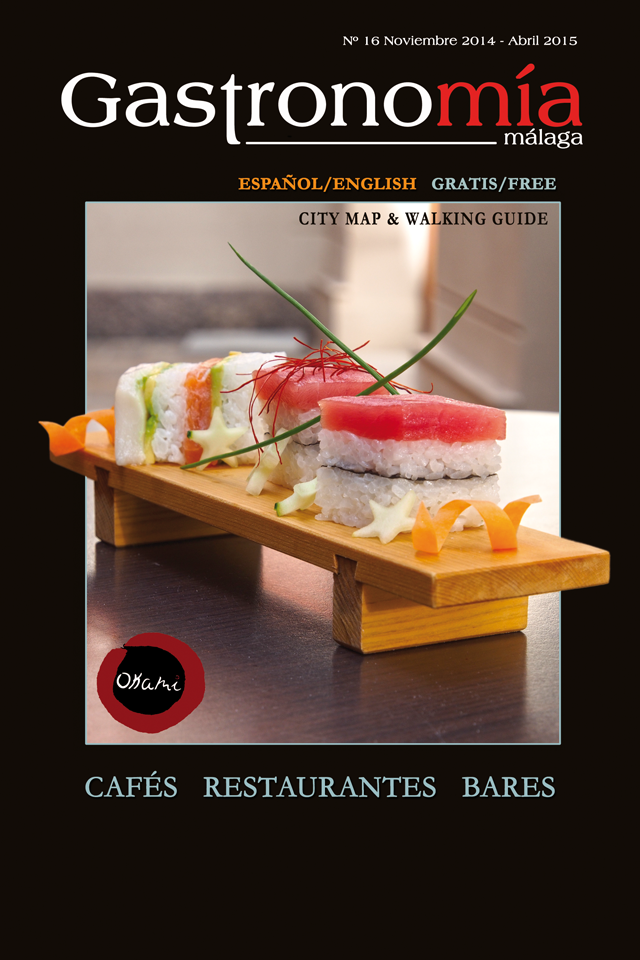 Nº 16 Noviembre 2014 - Abril 2015
Gastronomía
málaga
ESPAÑOL/ENGLISH GRATIS/FREE
CITY MAP & WALKING GUIDE
OKami
CAFÉS RESTAURANTES BARES